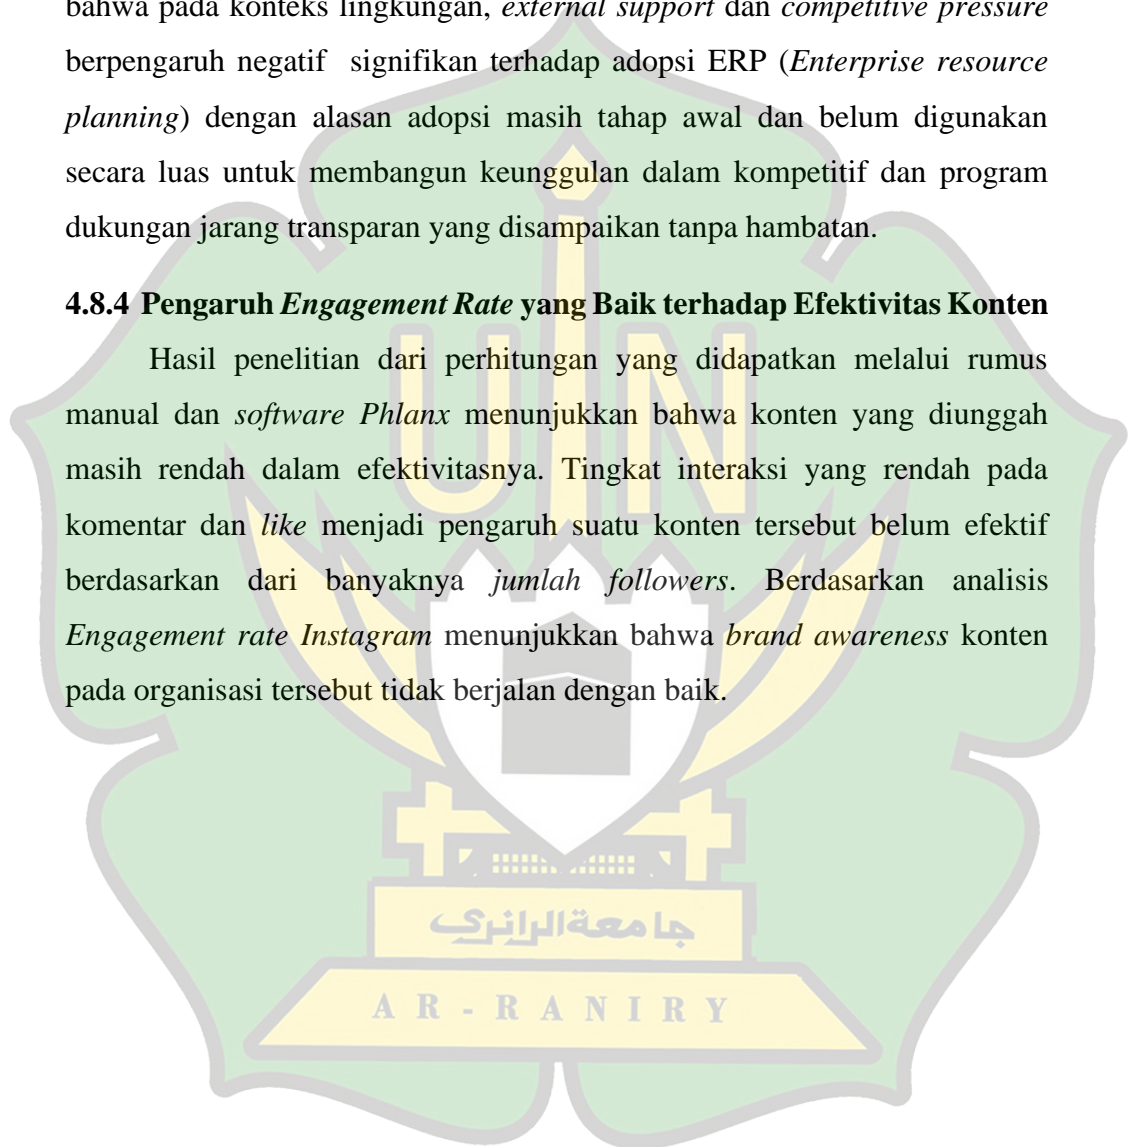 bahwa pada konteks lingkungan, external support dan competitive pressure
berpengaruh negatif signifikan terhadap adopsi ERP (Enterprise resource
planning) dengan alasan adopsi masih tahap awal dan belum digunakan
secara luas untuk membangun keunggulan dalam kompetitif dan program
dukungan jarang transparan yang disampaikan tanpa hambatan.
4.8.4 Pengaruh Engagement Rate yang Baik terhadap Efektivitas Konten
Hasil penelitian dari perhitungan yang didapatkan melalui rumus
manual dan software Phlanx menunjukkan bahwa konten yang diunggah
masih rendah dalam efektivitasnya. Tingkat interaksi yang rendah pada
komentar dan like menjadi pengaruh suatu konten tersebut belum efektif
berdasarkan dari banyaknya jumlah followers. Berdasarkan analisis
Engagement rate Instagram menunjukkan bahwa brand awareness konten
pada organisasi tersebut tidak berjalan dengan baik.
UIN
جامعة الرانري
AR-RANIRY